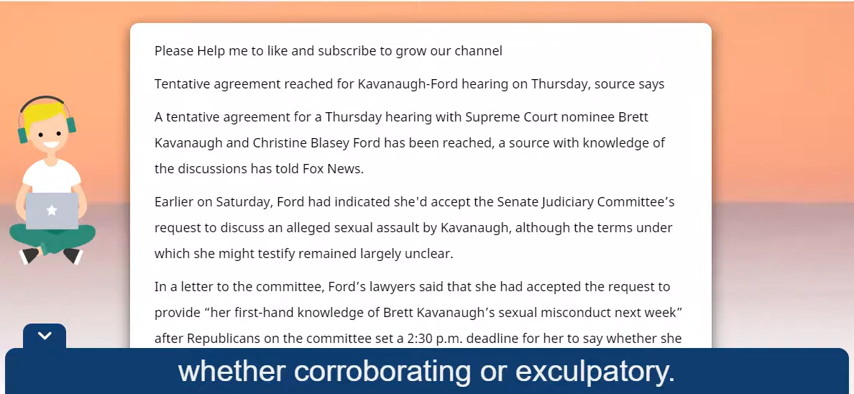 Please Help me to like and subscribe to grow our channel
Tentative agreement reached for Kavanaugh-Ford hearing on Thursday, source says
A tentative agreement for a Thursday hearing with Supreme Court nominee Brett
Kavanaugh and Christine Blasey Ford has been reached, a source with knowledge of
the discussions has told Fox News.
Earlier on Saturday, Ford had indicated she'd accept the Senate Judiciary Committee’s
request to discuss an alleged sexual assault by Kavanaugh, although the terms under
which she might testify remained largely unclear.
In a letter to the committee, Ford’s lawyers said that she had accepted the request to
provide “her first-hand knowledge of Brett Kavanaugh’s sexual misconduct next week”
after Republicans on the committee set a 2:30 p.m. deadline for her to say whether she
whether corroborating or exculpatory.